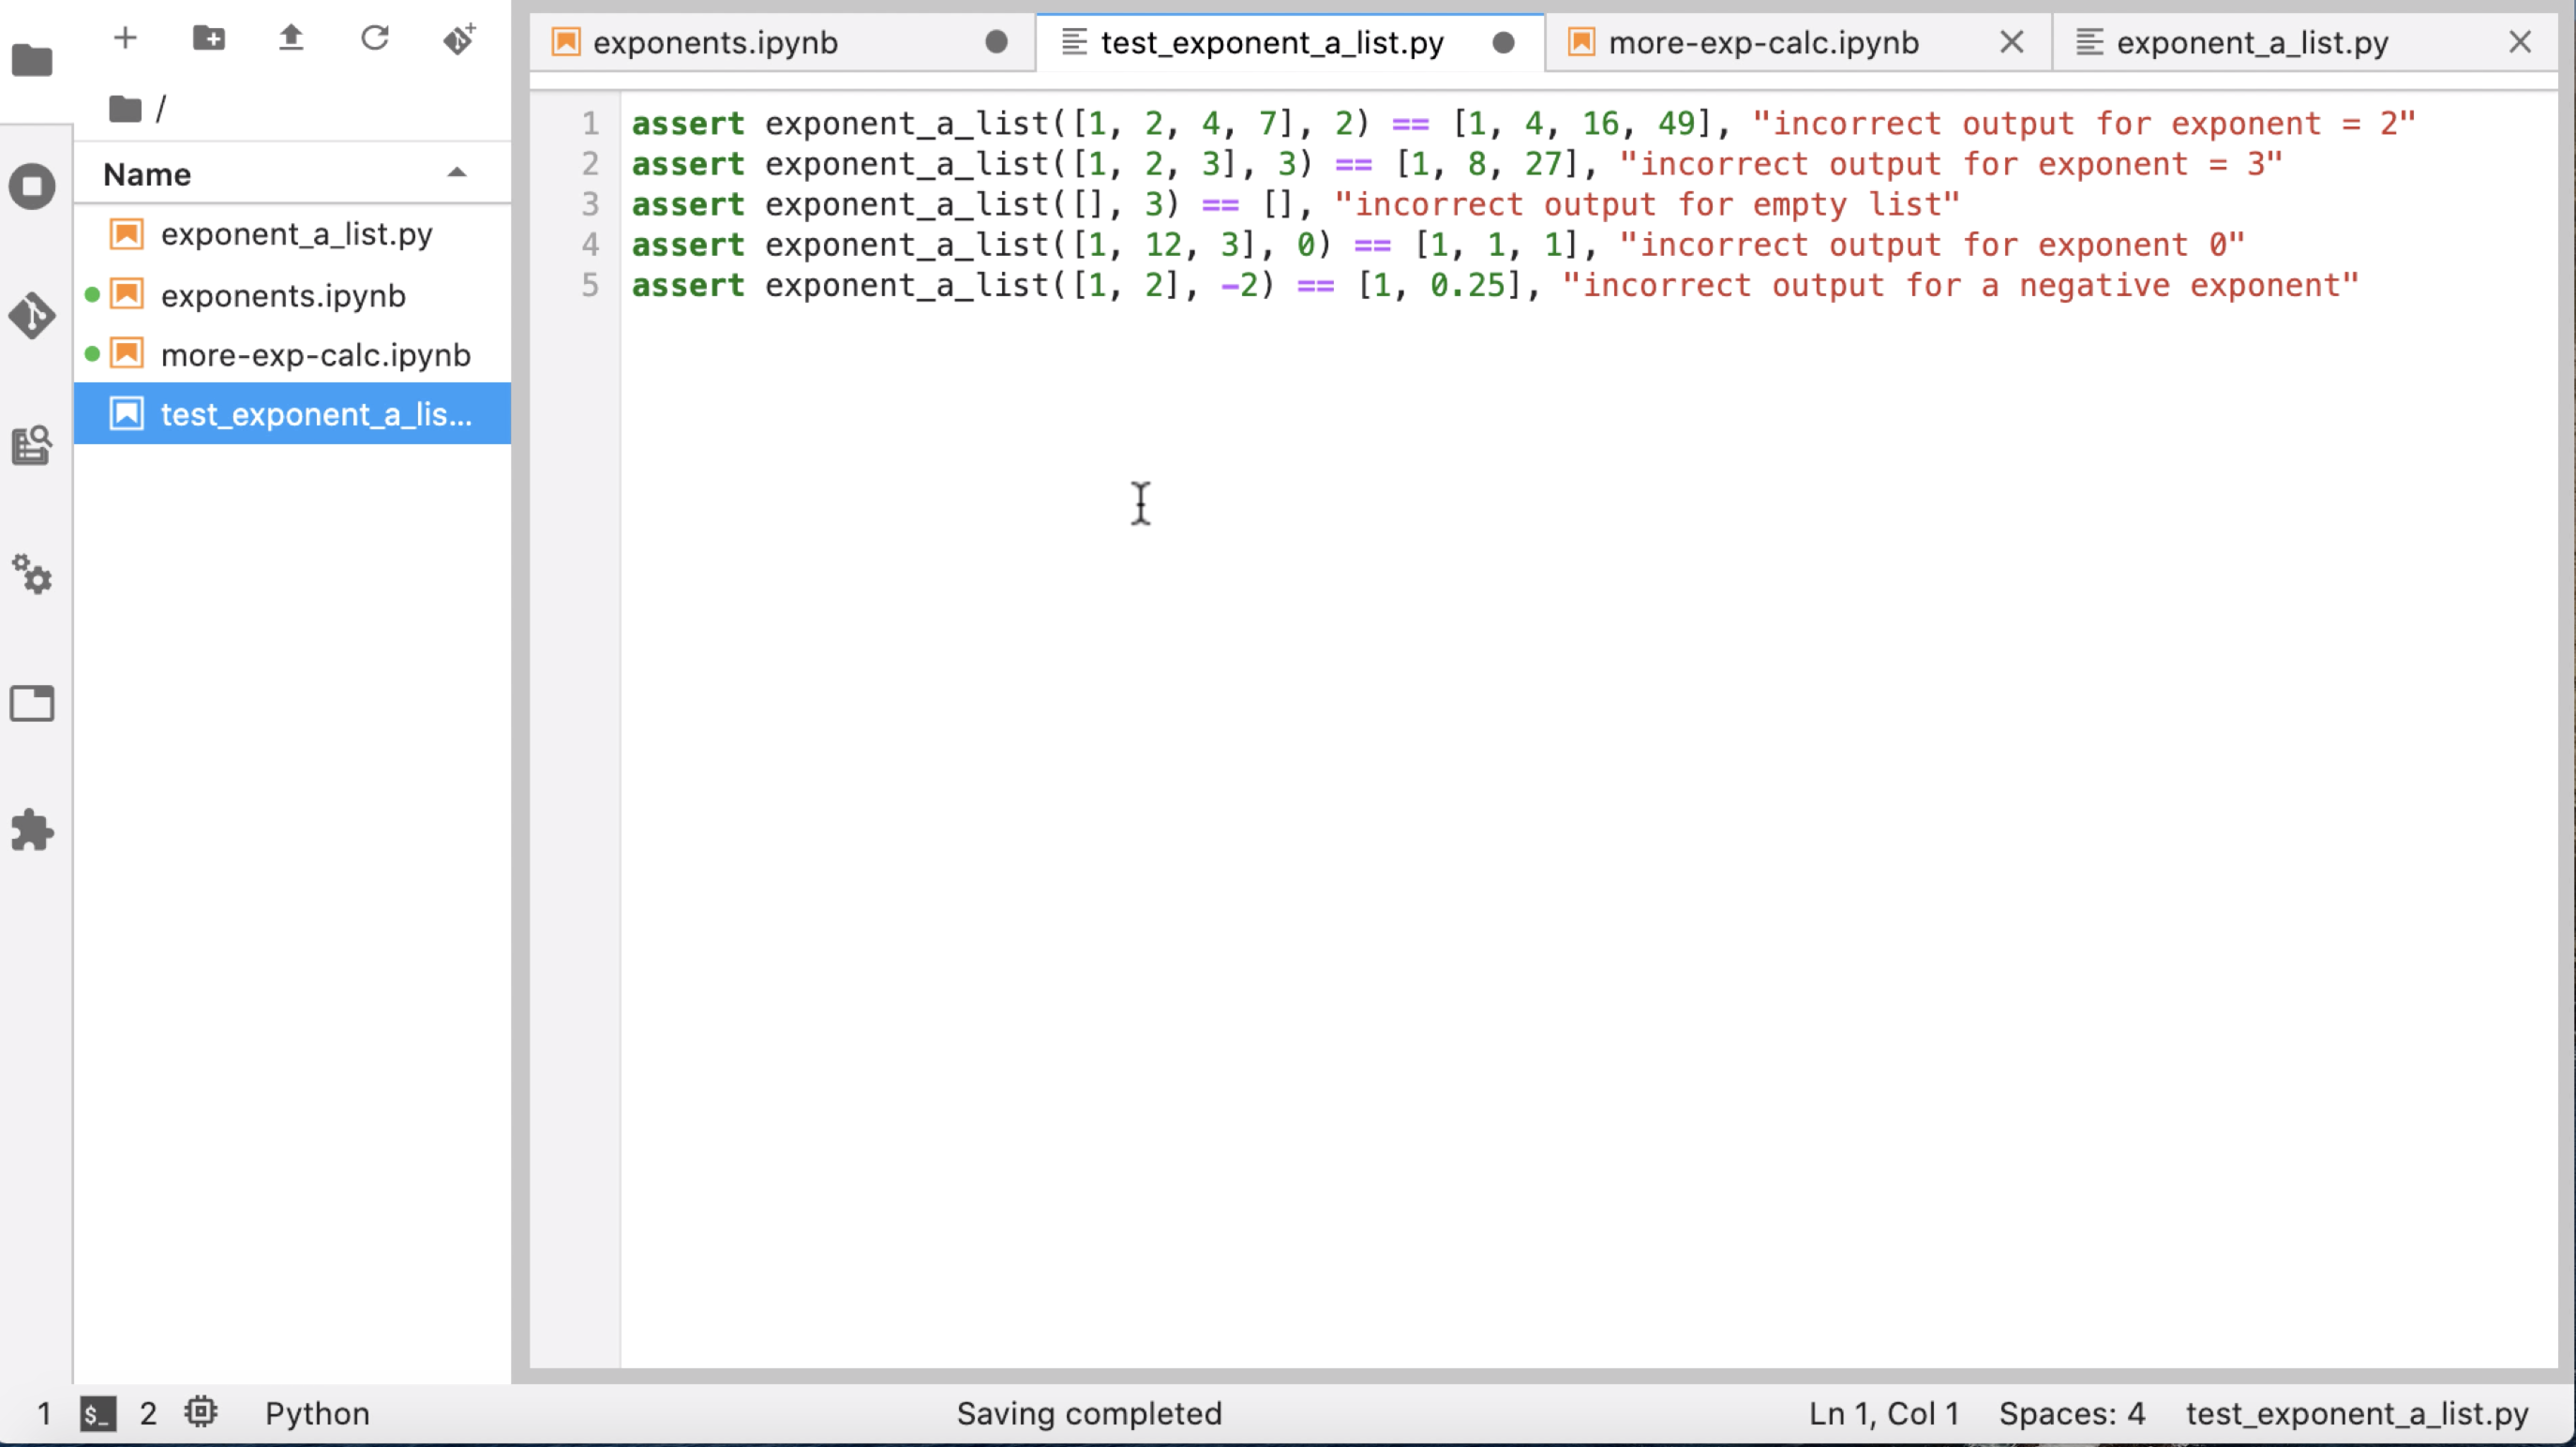 /
Name
exponent_a_list.py
exponents.ipynb
more-exp-calc.ipynb
test_exponent_a_lis...
exponents.ipynb
test_exponent_a_list.py
more-exp-calc.ipynb
exponent_a_list.py
1 assert exponent_a_list([1, 2, 4, 7], 2) == [1, 4, 16, 49], "incorrect output for exponent = 2"
2 assert exponent_a_list([1, 2, 3], 3) == [1, 8, 27], "incorrect output for exponent = 3"
3 assert exponent_a_list([], 3) == [], "incorrect output for empty list"
4 assert exponent_a_list([1, 12, 3], 0) == [1, 1, 1], "incorrect output for exponent 0"
5 assert exponent_a_list([1, 2], -2) == [1, 0.25], "incorrect output for a negative exponent"
1 $_ 2 Python Saving completed Ln 1, Col 1 Spaces: 4 test_exponent_a_list.py